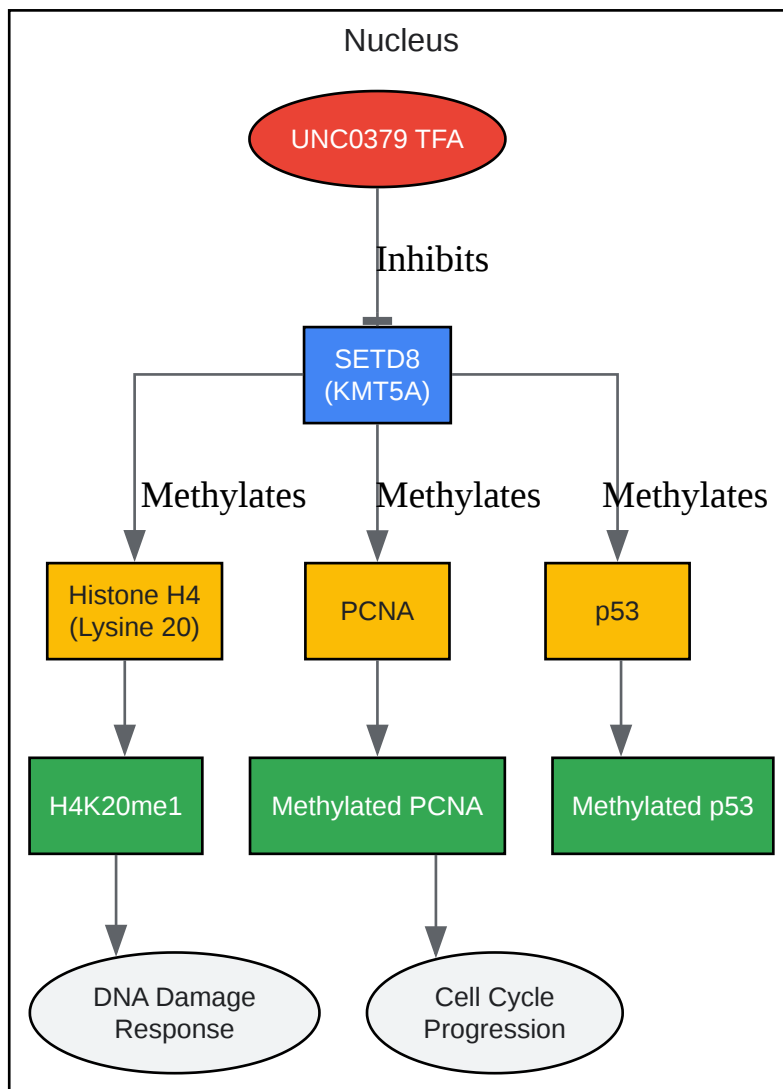 Nucleus
UNC0379 TFA
Inhibits
SETD8
(KMT5A)
Methylates
Methylates
Methylates
Histone H4
(Lysine 20)
PCNA
p53
H4K20me1
Methylated PCNA
Methylated p53
DNA Damage
Response
Cell Cycle
Progression